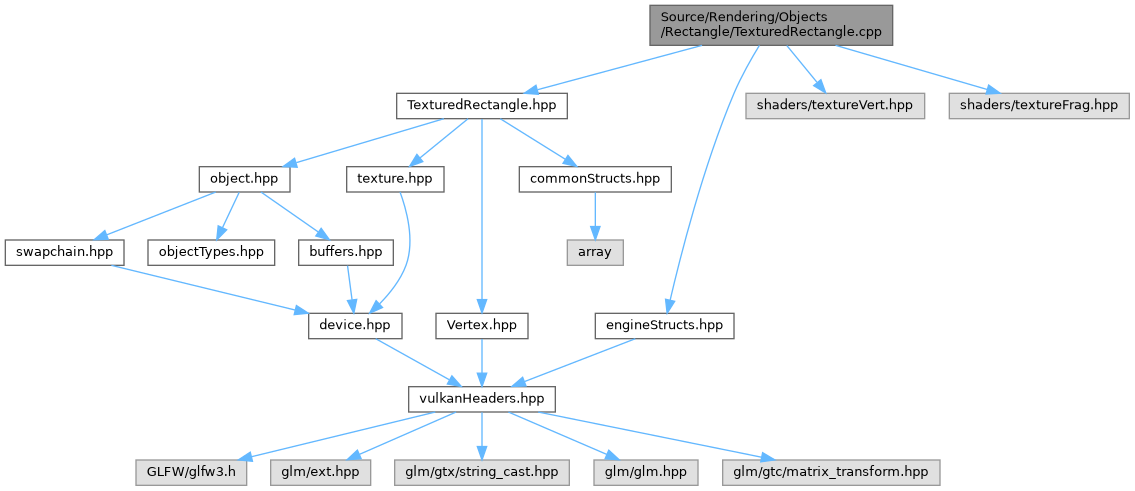 Source/Rendering/Objects
/Rectangle/TexturedRectangle.cpp
TexturedRectangle.hpp
shaders/textureVert.hpp
shaders/textureFrag.hpp
object.hpp
texture.hpp
commonStructs.hpp
swapchain.hpp
objectTypes.hpp
buffers.hpp
array
device.hpp
Vertex.hpp
engineStructs.hpp
vulkanHeaders.hpp
GLFW/glfw3.h
glm/ext.hpp
glm/gtx/string_cast.hpp
glm/glm.hpp
glm/gtc/matrix_transform.hpp